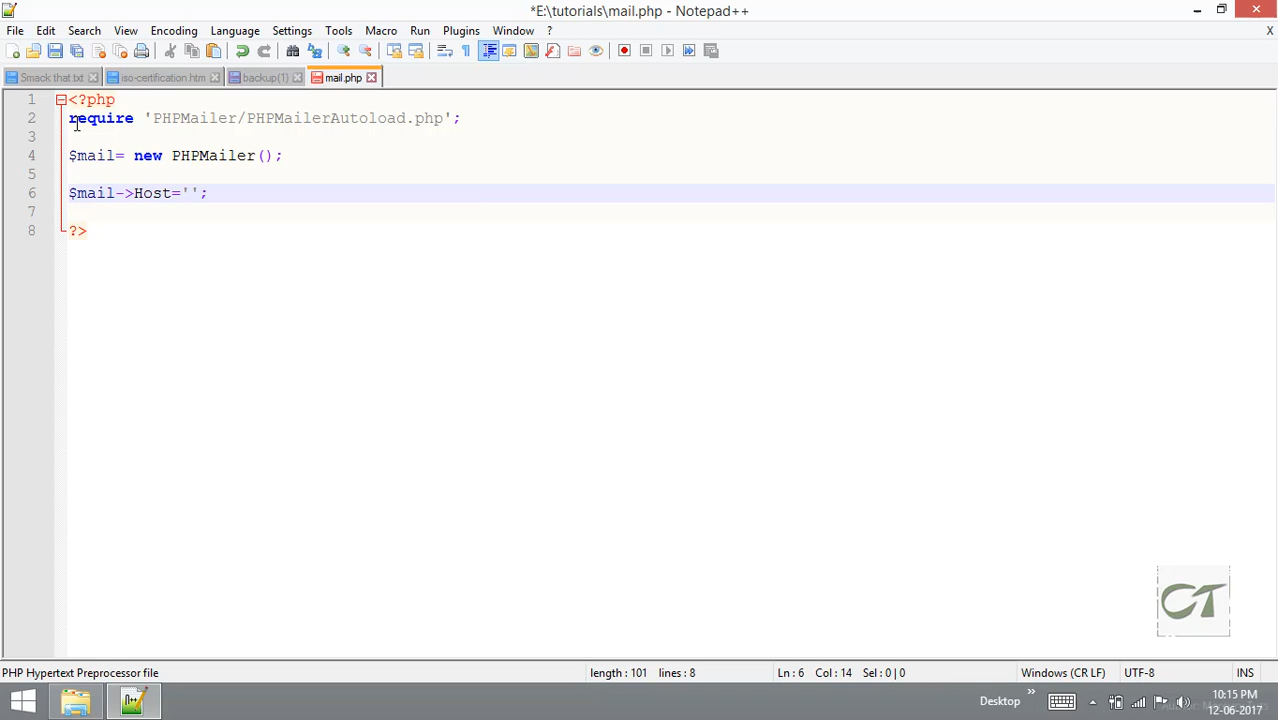 *E:\tutorials\mail.php - Notepad++
File Edit Search View Encoding Language Settings Tools Macro Run Plugins Window ? X
Smack that.txt iso-certification.htm backup(1) mail.php
1 <?php
2 require 'PHPMailer/PHPMailerAutoload.php';
3
4 $mail= new PHPMailer();
5
6 $mail->Host='';
7
8 ?>
CT
PHP Hypertext Preprocessor file length : 101 lines : 8 Ln : 6 Col : 14 Sel : 0 | 0 Windows (CR LF) UTF-8 INS
Desktop » 10:15 PM
12-06-2017